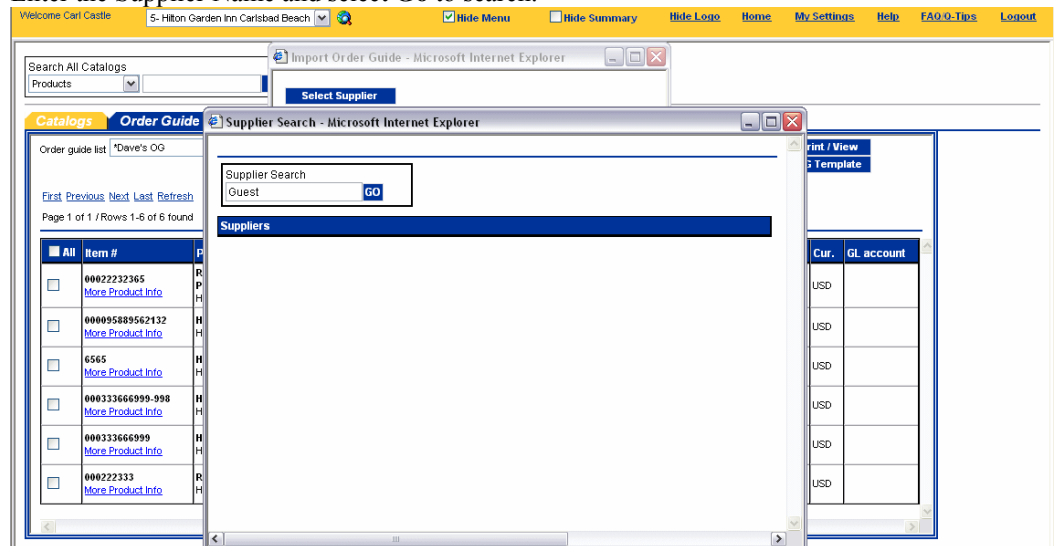 Enter the Supplier Name and select Go to search.
Welcome Carl Castle
5- Hilton Garden Inn Carlsbad Beach
Hide Menu
Hide Summary
Hide Logo
Home
My Settings
Help
FAQ/Q-Tips
Logout
Import Order Guide - Microsoft Internet Explorer
Search All Catalogs
Products
Select Supplier
Catalogs
Order Guide
Supplier Search - Microsoft Internet Explorer
Order guide list
*Dave's OG
rint / View
Template
Supplier Search
Guest
GO
First Previous Next Last Refresh
Page 1 of 1 / Rows 1-6 of 6 found
Suppliers
All
Item #
P
Cur.
GL account
00022232365
More Product Info
R
P
H
USD
000095889562132
More Product Info
H
H
USD
6565
More Product Info
H
H
USD
000333666999-998
More Product Info
H
H
USD
000333666999
More Product Info
H
H
USD
000222333
More Product Info
R
H
USD